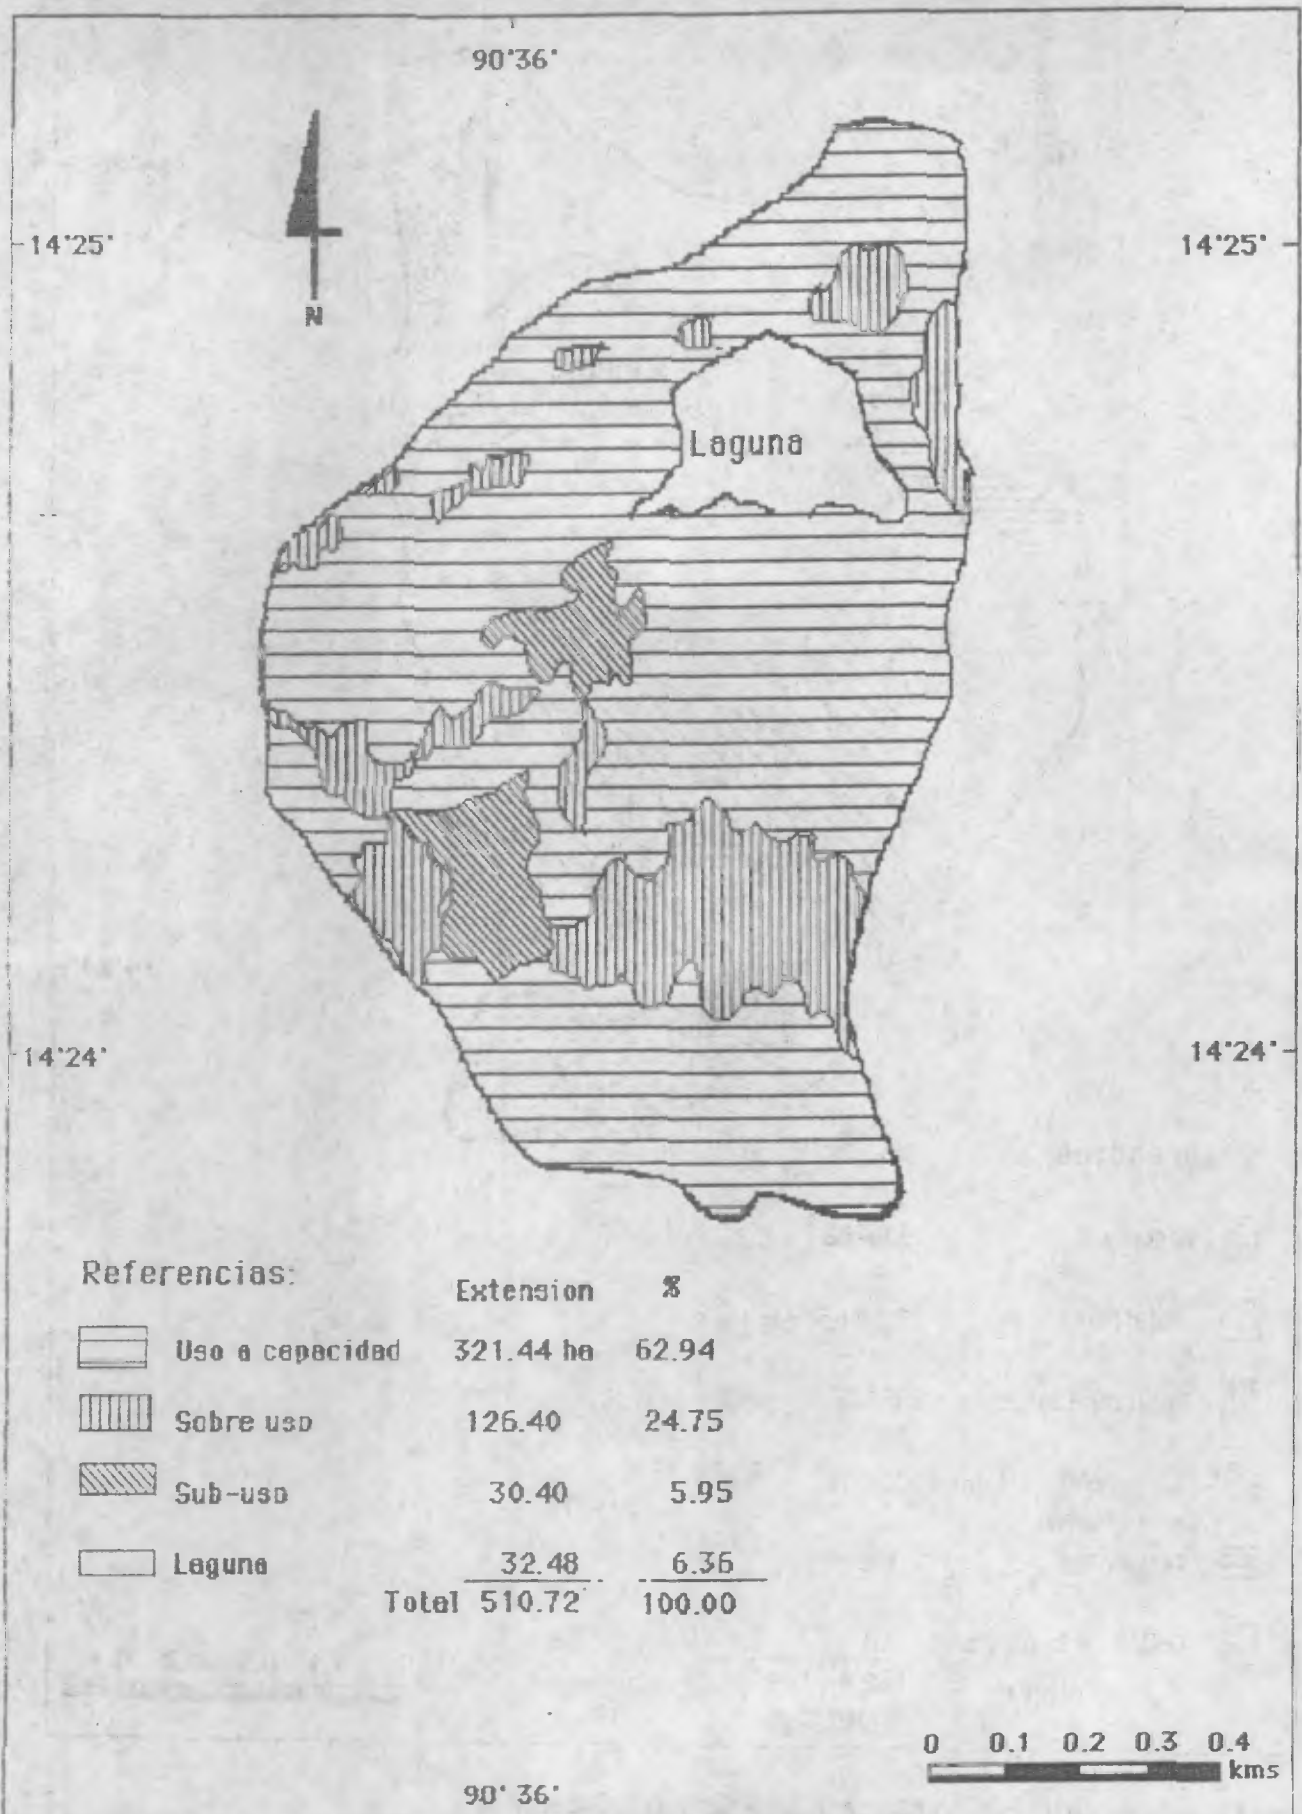 90°36'
14°25' 14°25'
N
Laguna
14°24' 14°24'
Referencias:
Extension %
Uso a capacidad 321.44 ha 62.94
Sobre uso 126.40 24.75
Sub-uso 30.40 5.95
Laguna 32.48 6.36
Total 510.72 100.00
0 0.1 0.2 0.3 0.4
kms
90° 36'